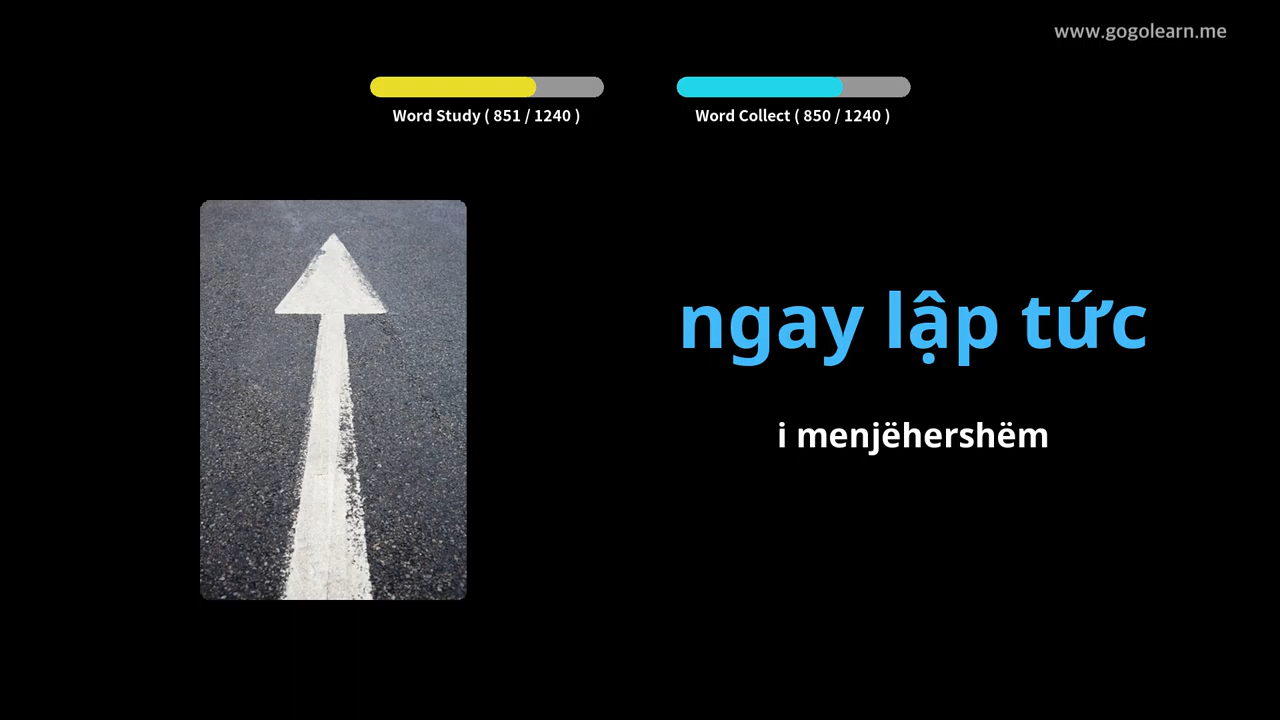 www.gogolearn.me
Word Study ( 851 / 1240 )
Word Collect ( 850 / 1240 )
ngay lập tức
i menjëhershëm